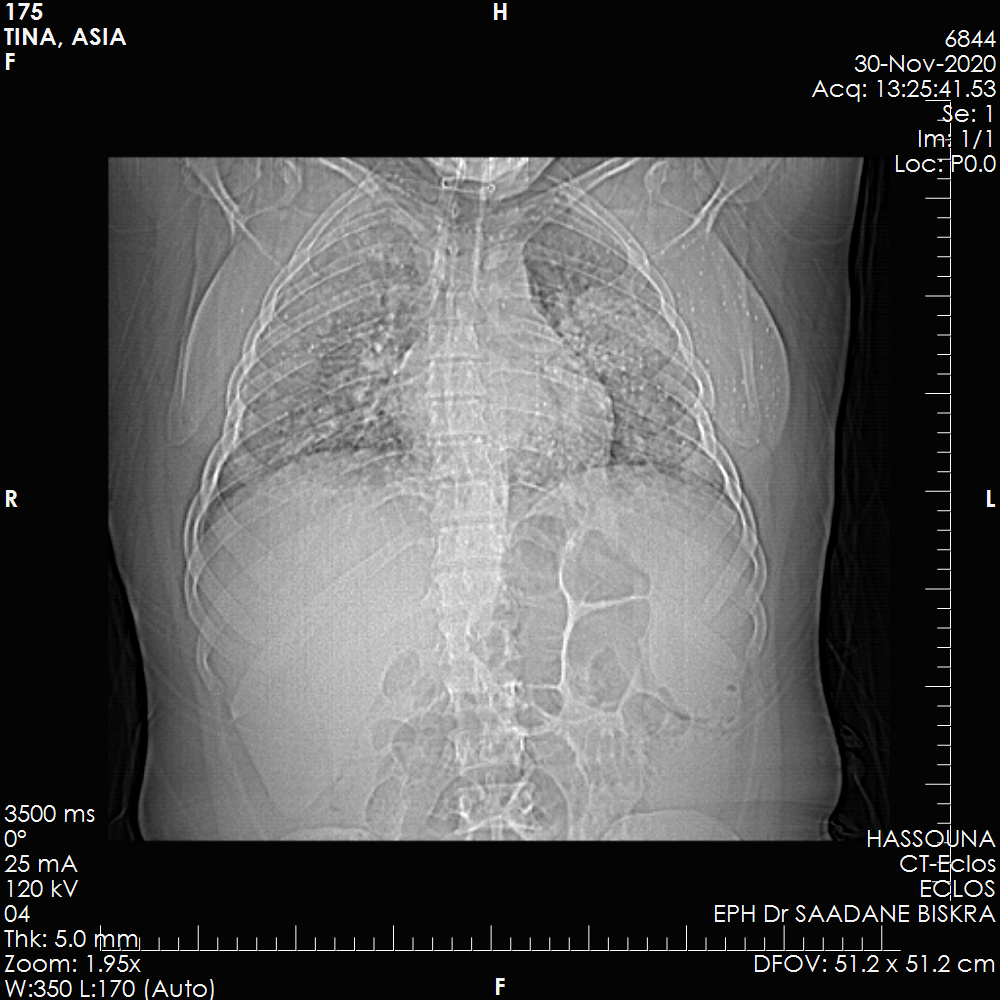 175
TINA, ASIA
F
H
6844
30-Nov-2020
Acq: 13:25:41.53
Se: 1
Im: 1/1
Loc: P0.0
R
L
3500 ms
0°
25 mA
120 kV
04
Thk: 5.0 mm
Zoom: 1.95x
W:350 L:170 (Auto)
F
HASSOUNA
CT-Eclos
ECLOS
EPH Dr SAADANE BISKRA
DFOV: 51.2 x 51.2 cm